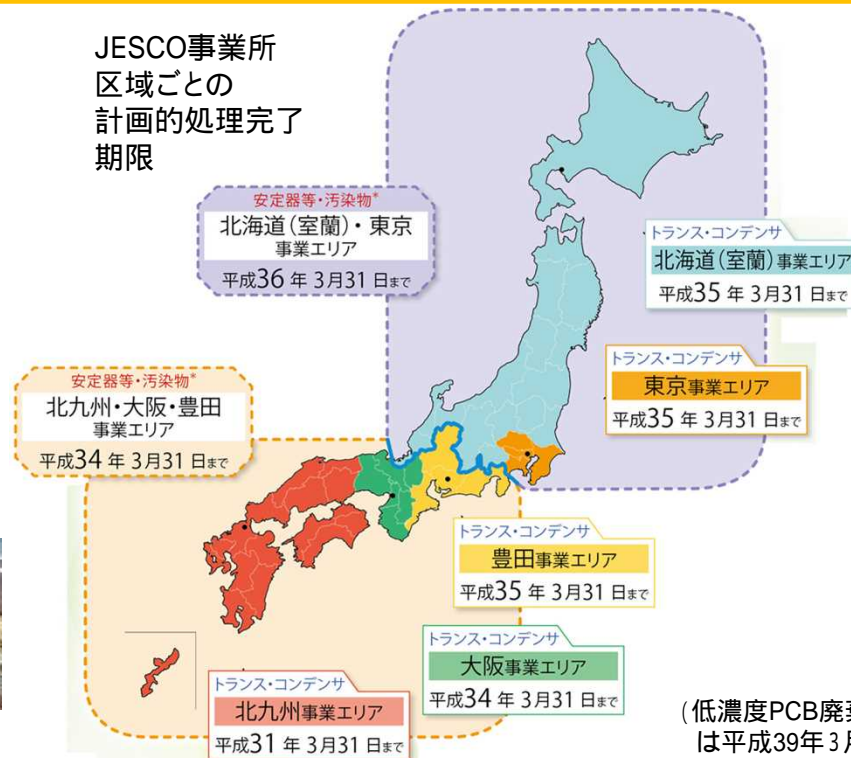 JESCO事業所
区域ごとの
計画的処理完了
期限
安定器等・汚染物*
北海道(室蘭)・東京
事業エリア
平成36年3月31日まで
トランス・コンデンサ
北海道(室蘭)事業エリア
平成35年3月31日まで
トランス・コンデンサ
東京事業エリア
平成35年3月31日まで
安定器等・汚染物*
北九州・大阪・豊田
事業エリア
平成34年3月31日まで
トランス・コンデンサ
豊田事業エリア
平成35年3月31日まで
トランス・コンデンサ
大阪事業エリア
平成34年3月31日まで
トランス・コンデンサ
北九州事業エリア
平成31年3月31日まで
(低濃度PCB廃棄
は平成39年3月